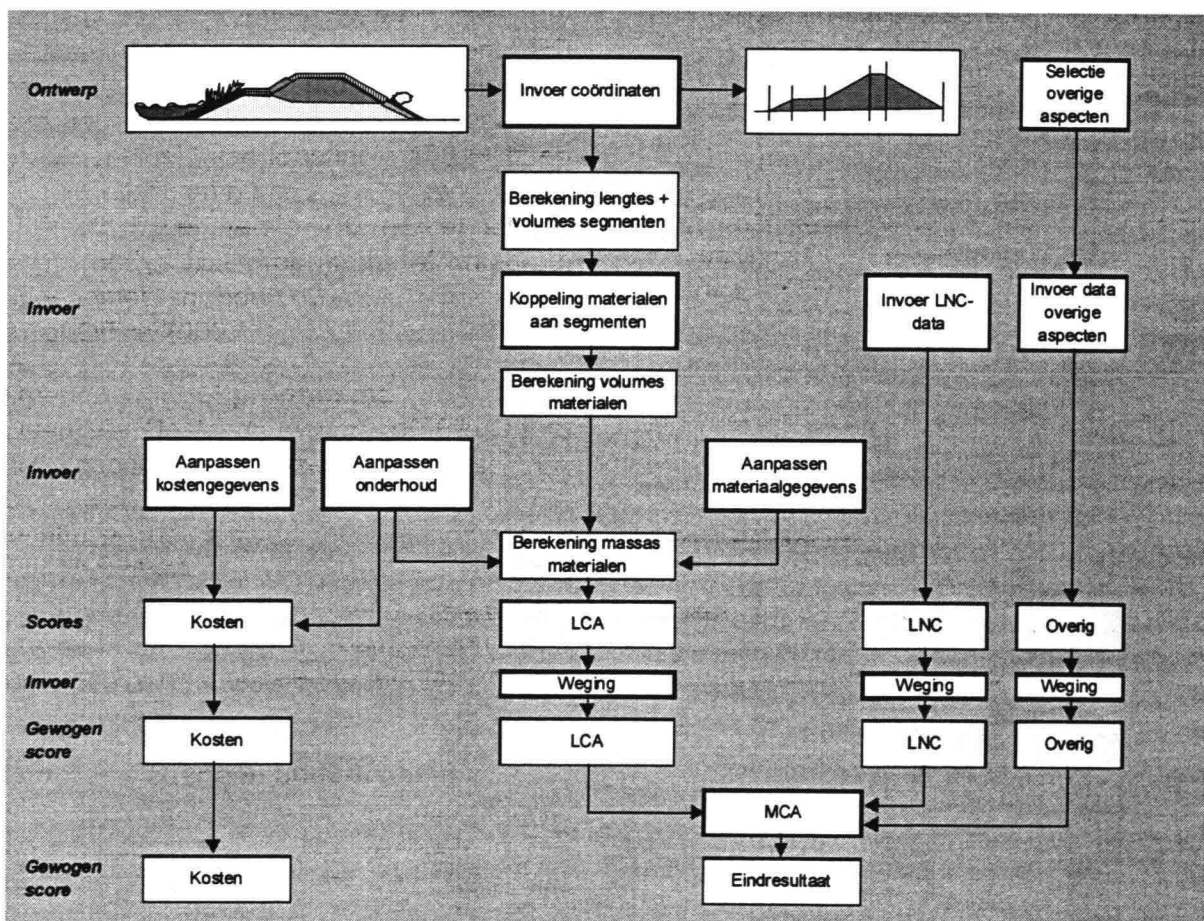 Ontwerp
Invoer coördinaten
Selectie
overige
aspecten
Berekening lengtes +
volumes segmenten
Invoer
Koppeling materialen
aan segmenten
Invoer LNC-
data
Invoer data
overige
aspecten
Berekening volumes
materialen
Invoer
Aanpassen
kostengegevens
Aanpassen
onderhoud
Aanpassen
materiaalgegevens
Berekening massas
materialen
Scores
Kosten
LCA
LNC
Overig
Invoer
Weging
Weging
Weging
Gewogen
score
Kosten
LCA
LNC
Overig
MCA
Gewogen
score
Kosten
Eindresultaat